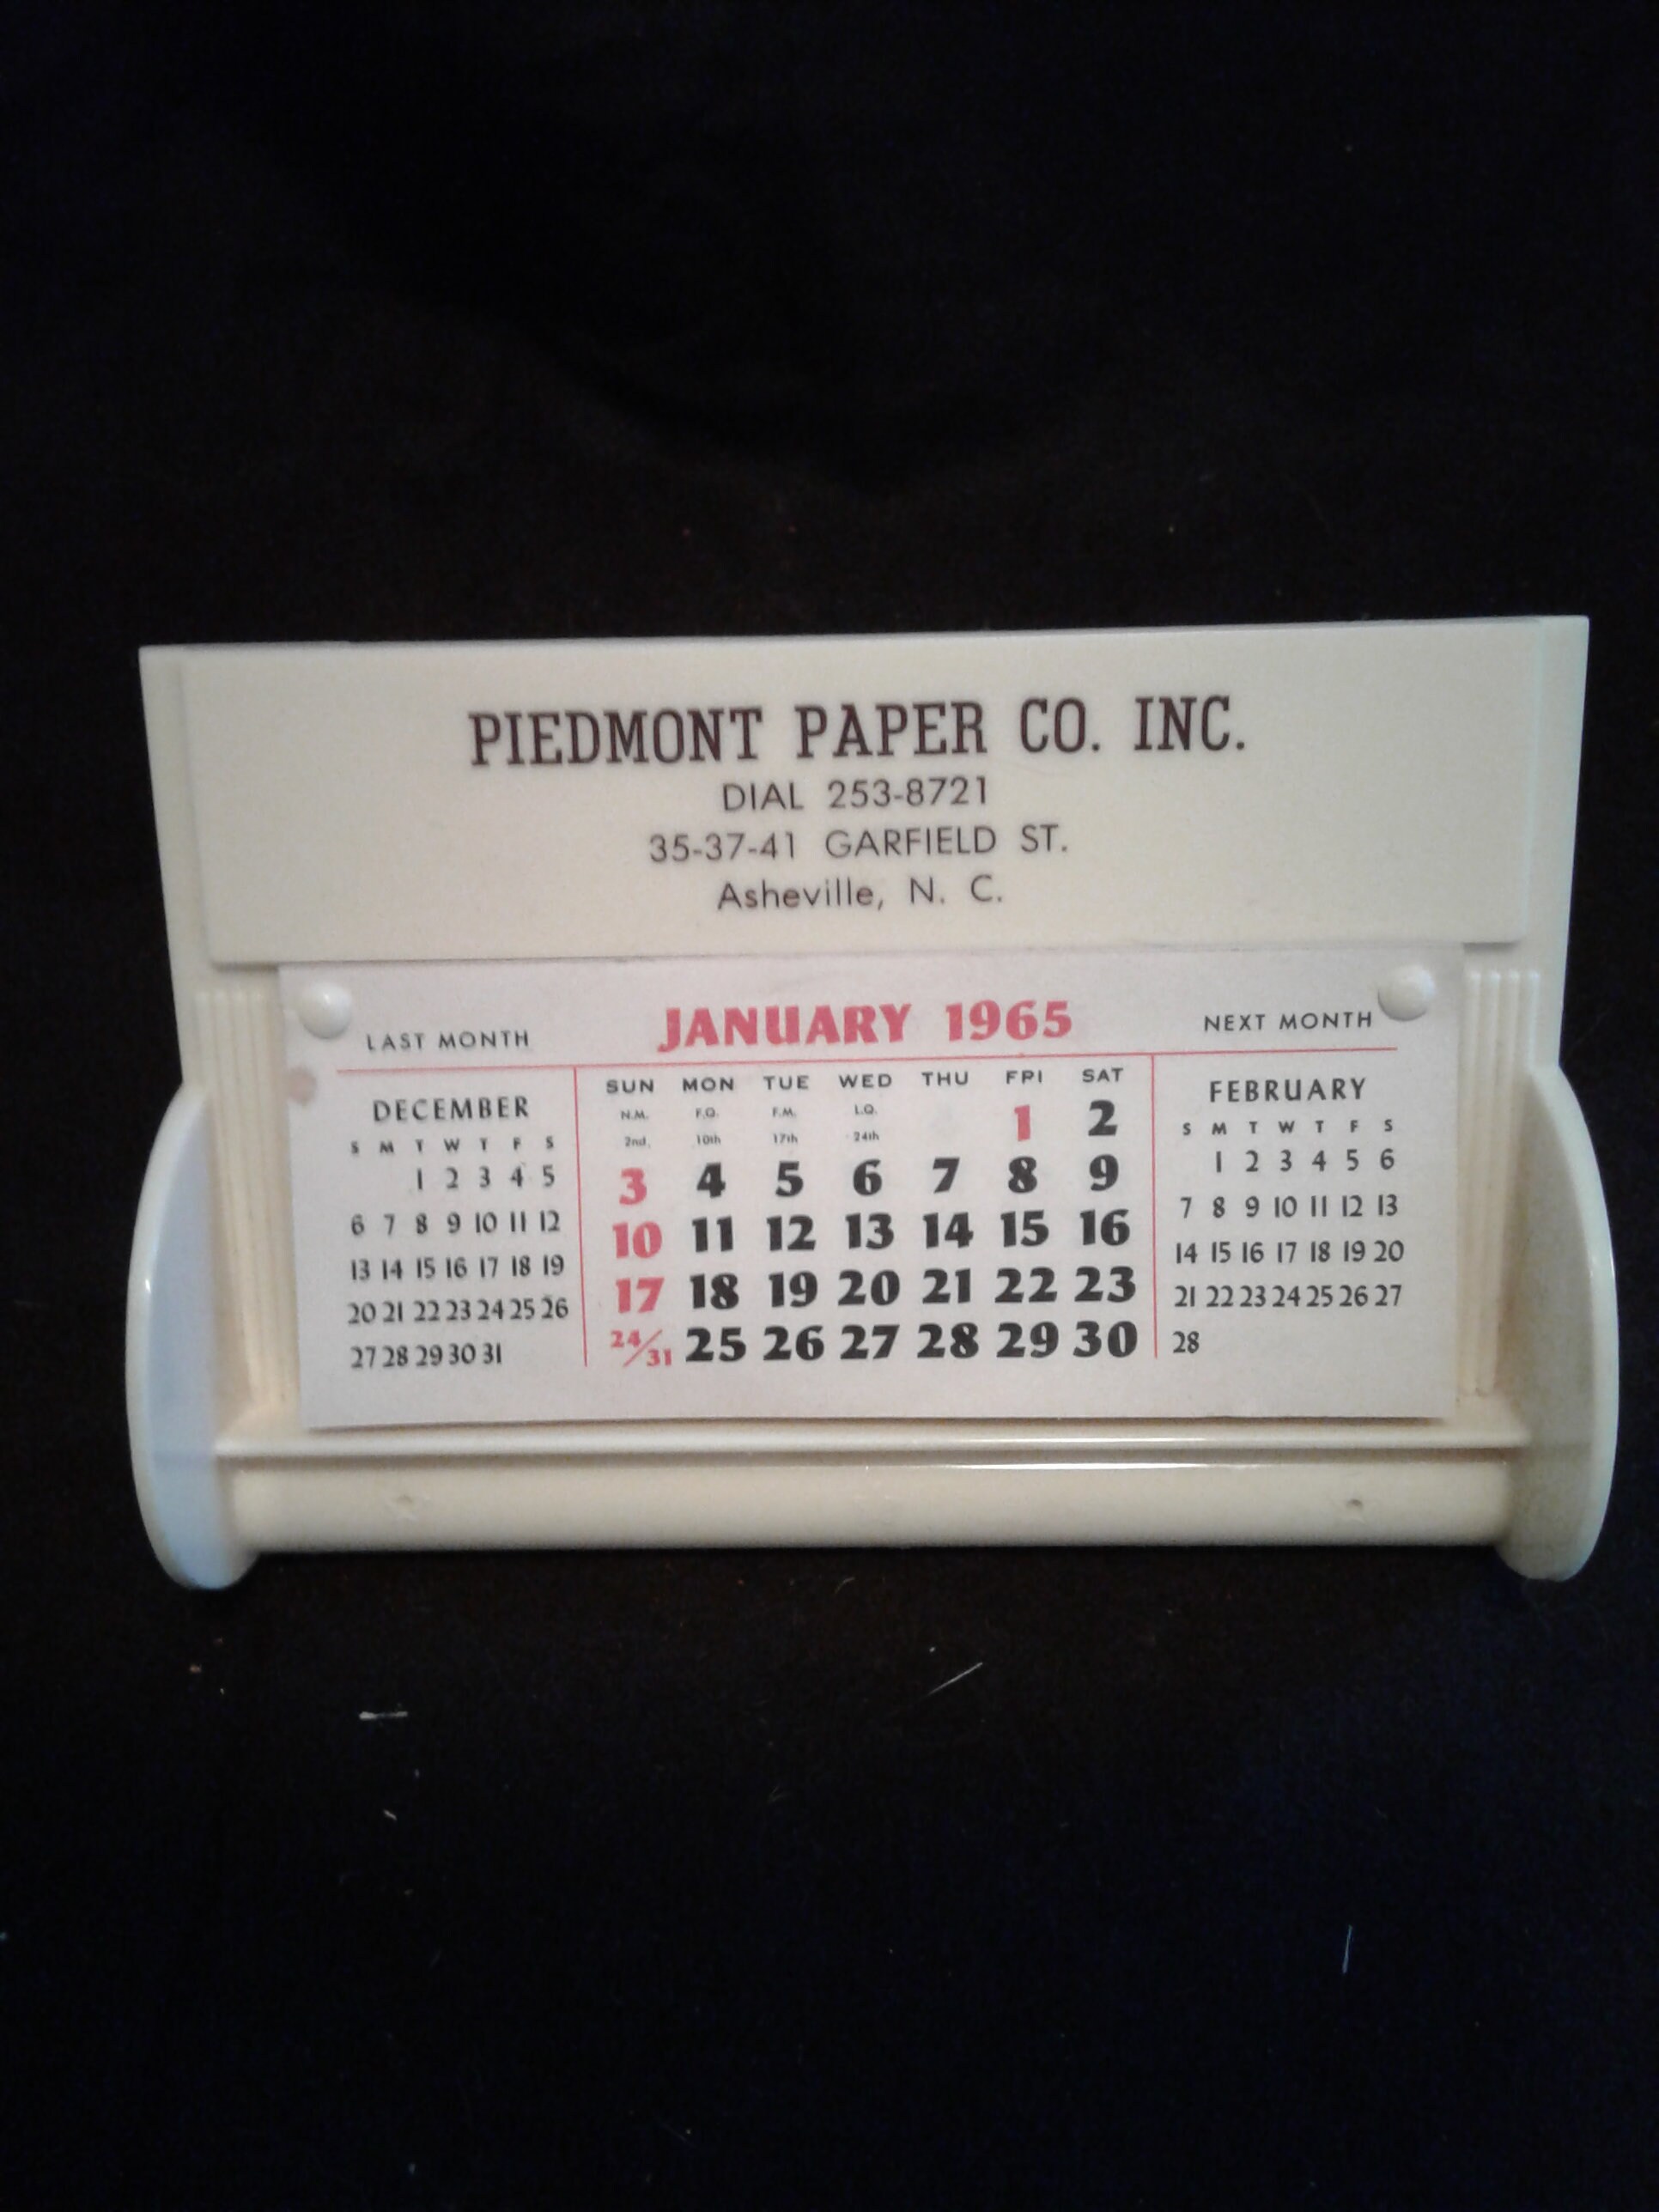 PIEDMONT PAPER CO. INC.
DIAL 253-8721
35-37-41 GARFIELD ST.
Asheville, N. C.
LAST MONTH
JANUARY 1965
NEXT MONTH
DECEMBER
S M T W T F S
1 2 3 4 5
6 7 8 9 10 11 12
13 14 15 16 17 18 19
20 21 22 23 24 25 26
27 28 29 30 31
SUN MON TUE WED THU FRI SAT
N.M. F.Q. F.M. L.Q.
2nd. 10th 17th 24th
1 2
3 4 5 6 7 8 9
10 11 12 13 14 15 16
17 18 19 20 21 22 23
24/31 25 26 27 28 29 30
FEBRUARY
S M T W T F S
1 2 3 4 5 6
7 8 9 10 11 12 13
14 15 16 17 18 19 20
21 22 23 24 25 26 27
28